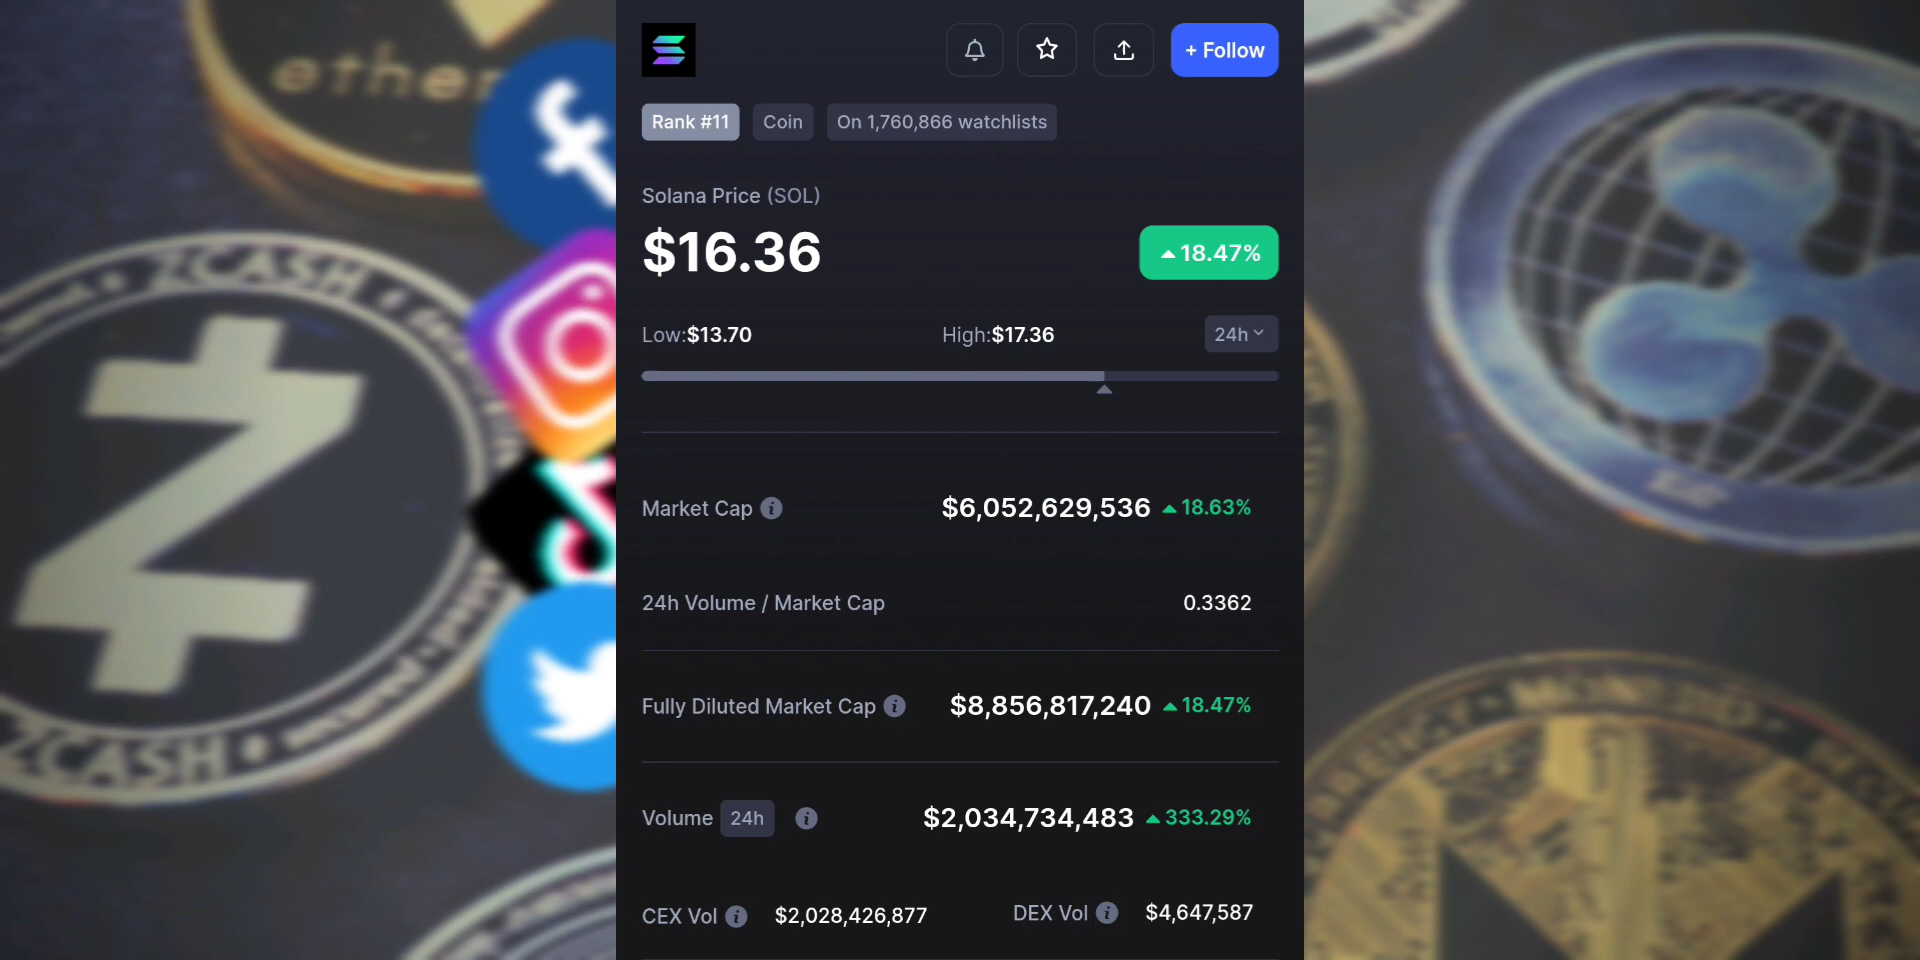 + Follow
Rank #11 Coin On 1,760,866 watchlists
Solana Price (SOL)
$16.36 18.47%
Low:$13.70 High:$17.36 24h
Market Cap $6,052,629,536 18.63%
24h Volume / Market Cap 0.3362
Fully Diluted Market Cap $8,856,817,240 18.47%
Volume 24h $2,034,734,483 333.29%
CEX Vol $2,028,426,877 DEX Vol $4,647,587
ZCASH
ZCASH